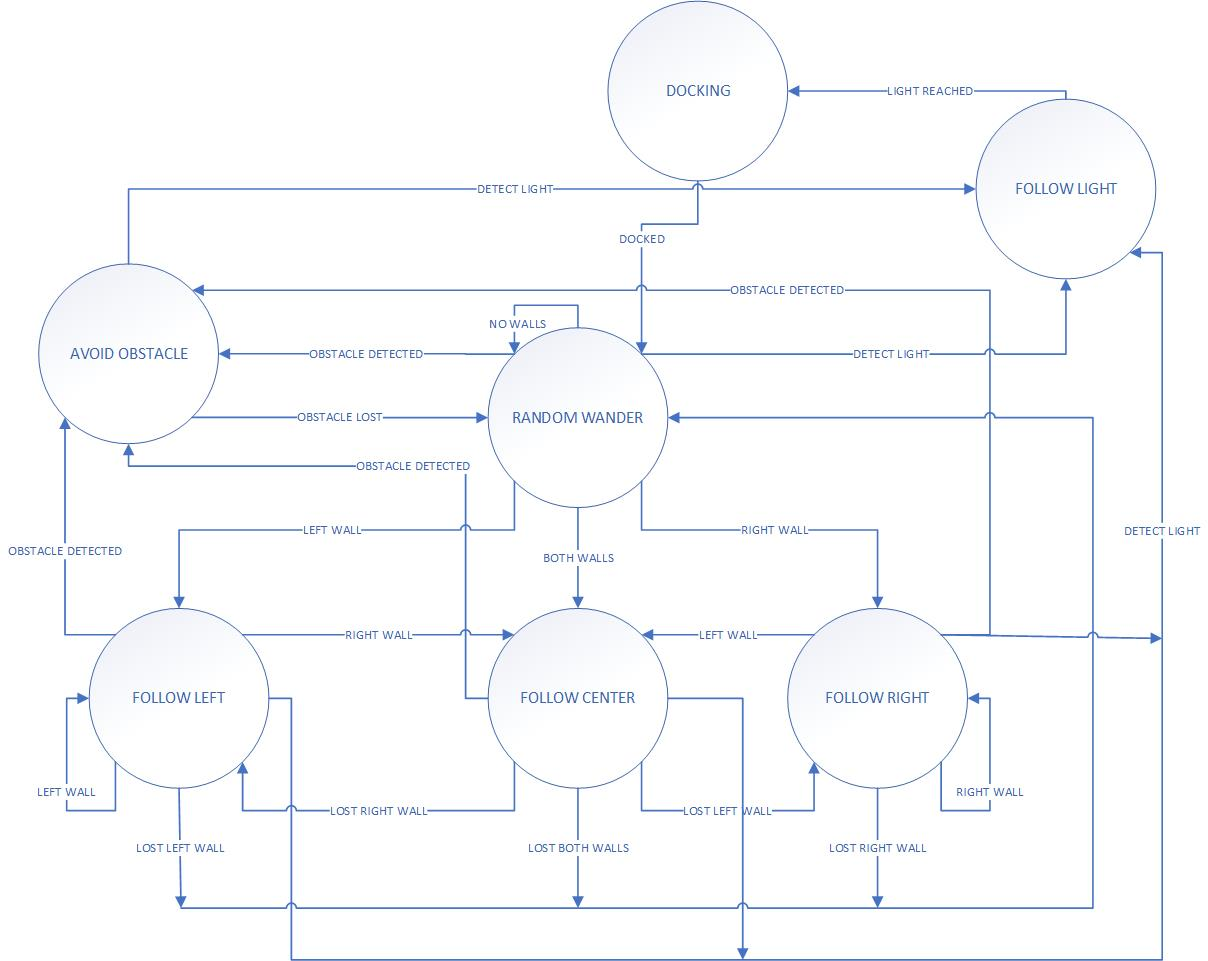 DOCKING
LIGHT REACHED
FOLLOW LIGHT
DETECT LIGHT
DOCKED
OBSTACLE DETECTED
NO WALLS
AVOID OBSTACLE
OBSTACLE DETECTED
DETECT LIGHT
OBSTACLE LOST
RANDOM WANDER
OBSTACLE DETECTED
LEFT WALL
RIGHT WALL
DETECT LIGHT
OBSTACLE DETECTED
BOTH WALLS
RIGHT WALL
LEFT WALL
FOLLOW LEFT
FOLLOW CENTER
FOLLOW RIGHT
LEFT WALL
RIGHT WALL
LOST RIGHT WALL
LOST LEFT WALL
LOST LEFT WALL
LOST BOTH WALLS
LOST RIGHT WALL